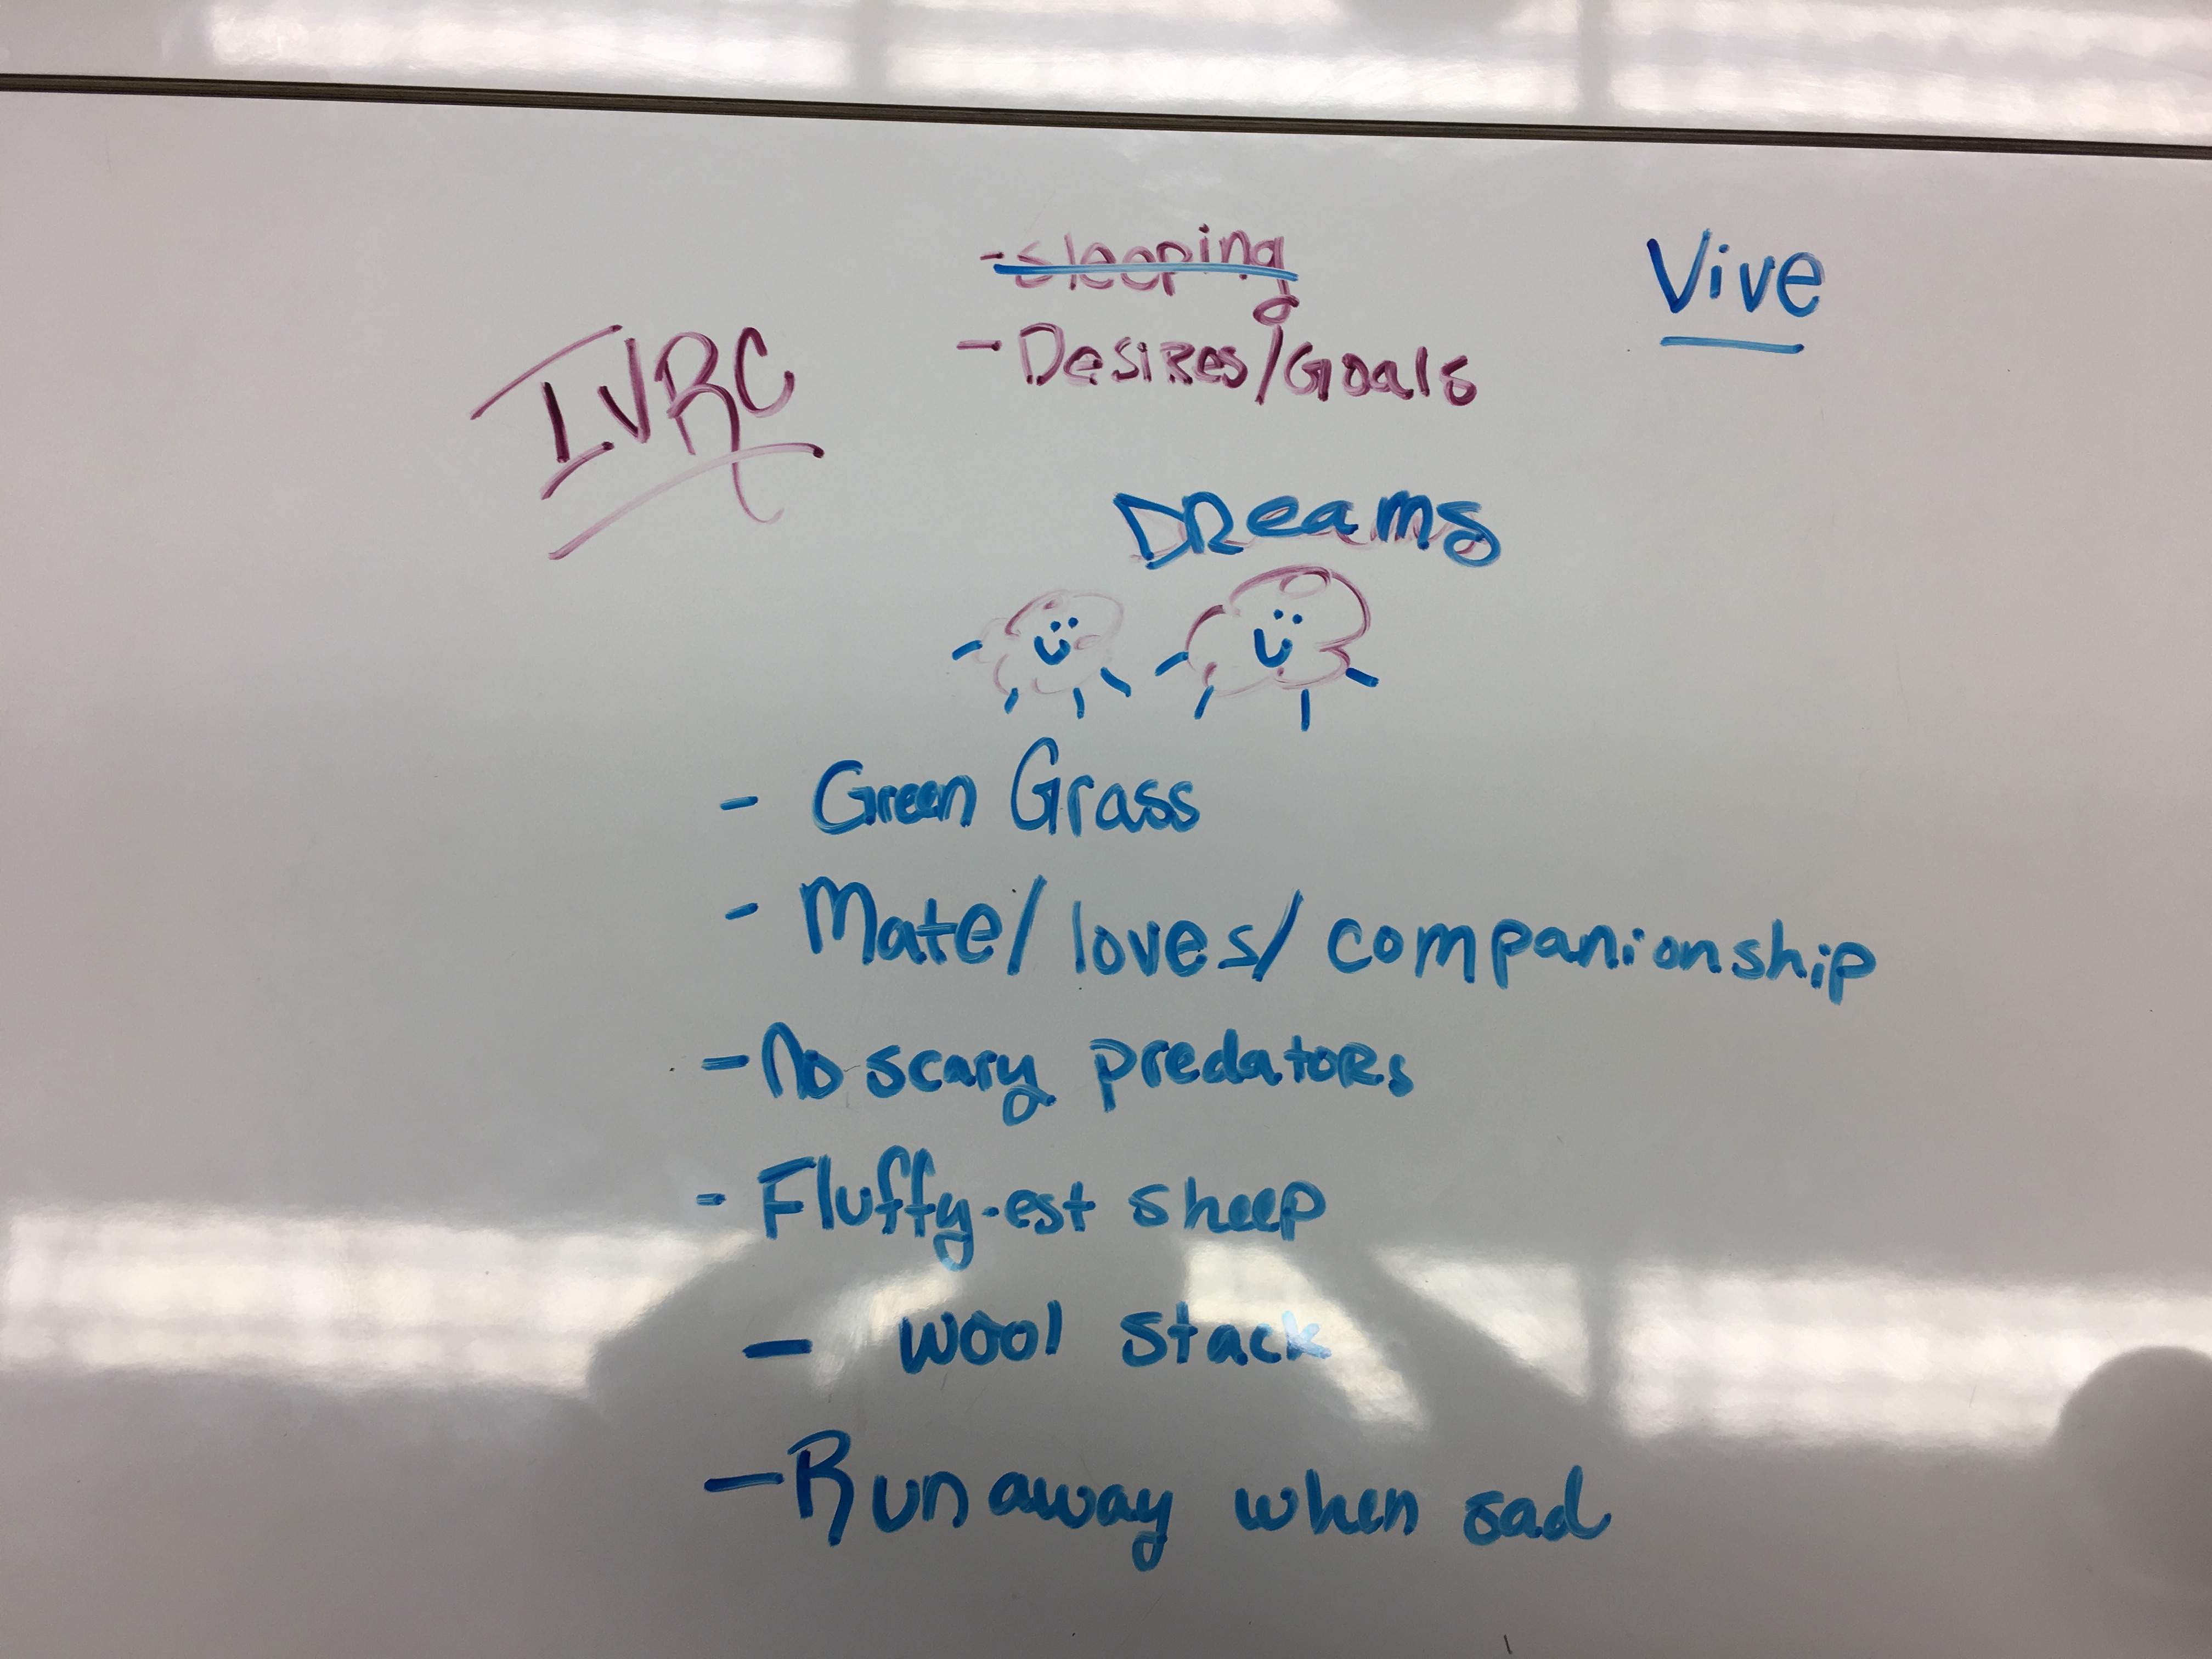 IVRC
- sleeping
- Desires/Goals
Vive
DReams
- Green Grass
- Mate/loves/companionship
- No scary predatoRs
- Fluffy-est sheep
- wool stack
- Run away when sad